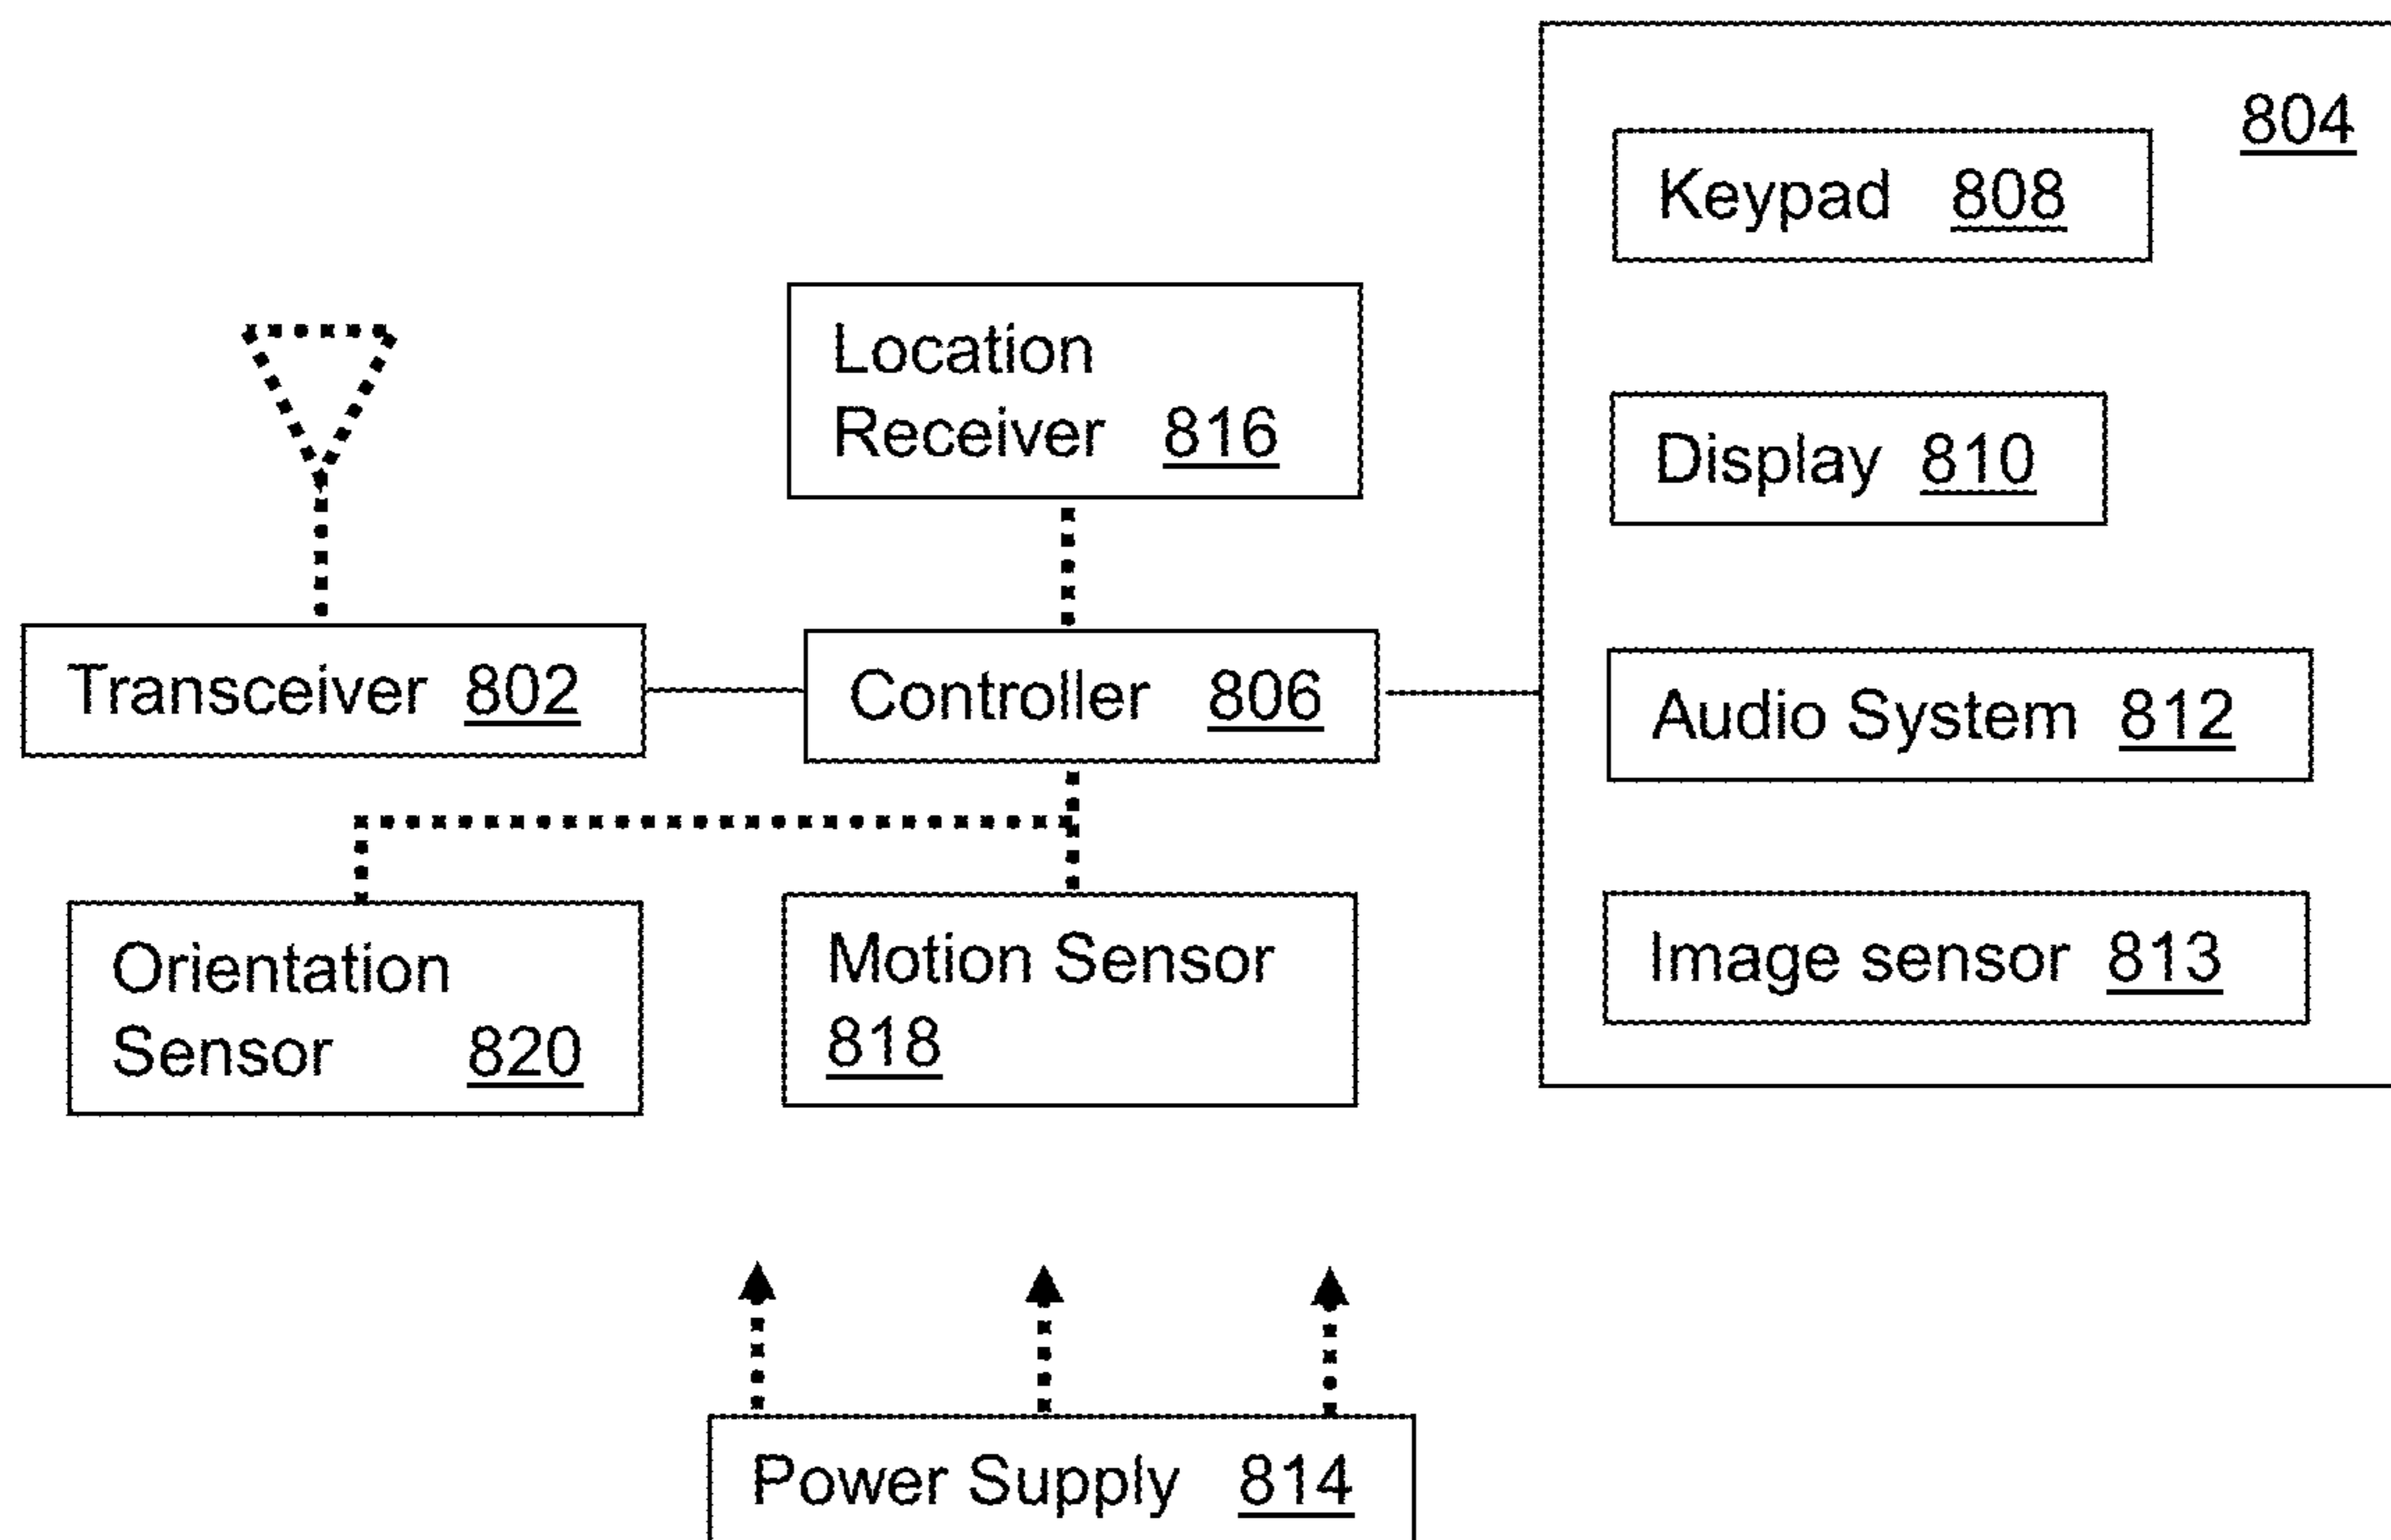 804
Keypad 808
Location
Receiver 816
Display 810
Transceiver 802
Controller 806
Audio System 812
Orientation
Sensor 820
Motion Sensor
818
Image sensor 813
Power Supply 814